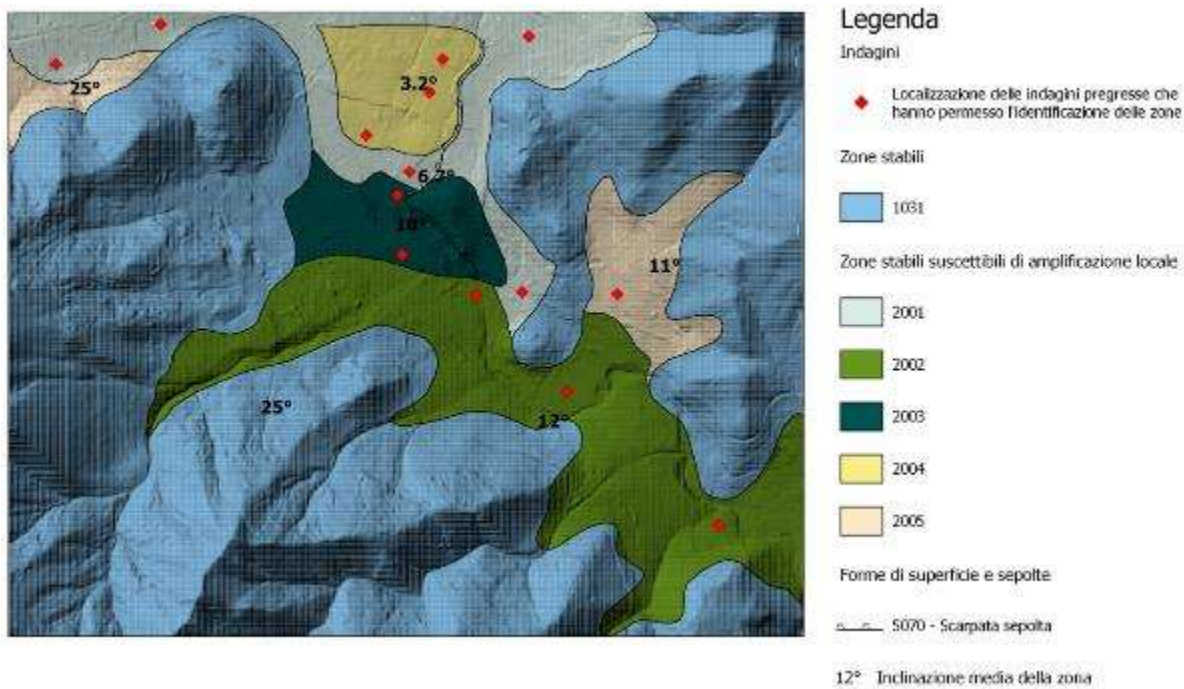 25°
3.2°
6.7°
11°
25°
12°
Legenda
Indagini
Localizzazione delle indagini pregresse che
hanno permesso l'identificazione delle zone
Zone stabili
1031
Zone stabili suscettibili di amplificazione locale
2001
2002
2003
2004
2005
Forme di superficie e sepolte
S070 - Scarpata sepolta
12° Inclinazione media della zona